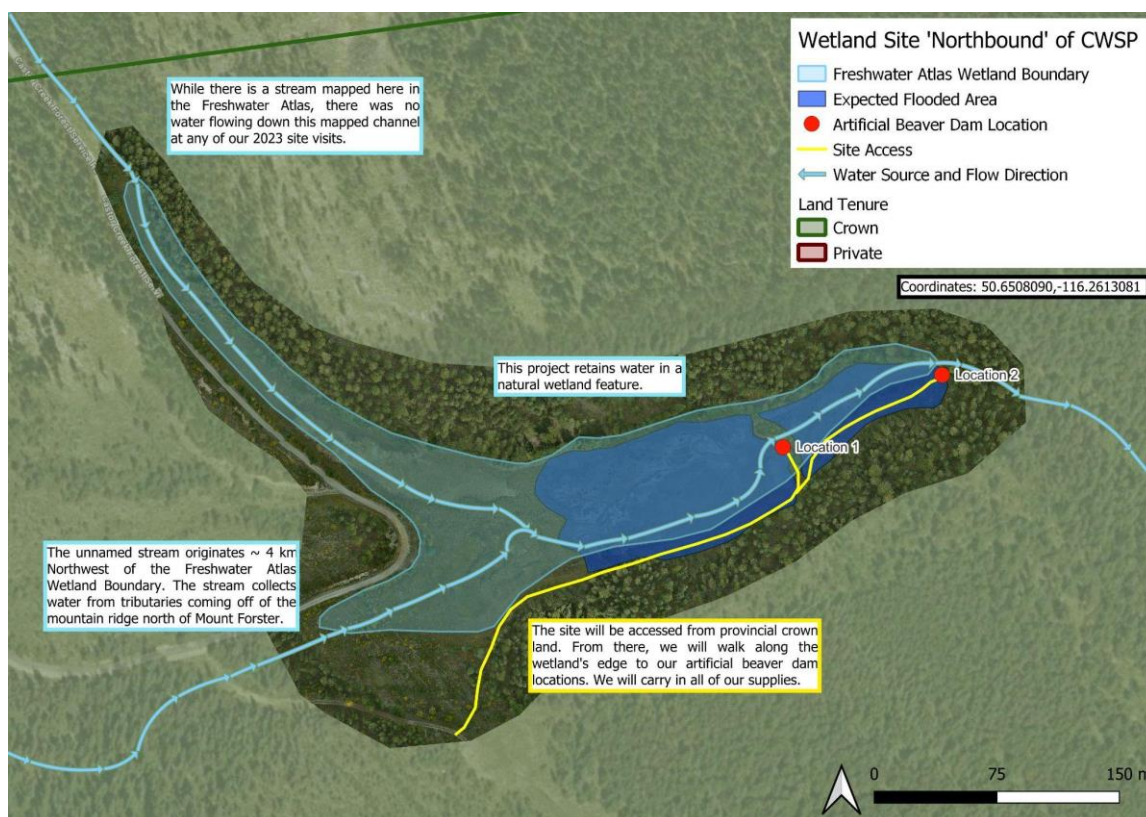 Wetland Site 'Northbound' of CWSP
Freshwater Atlas Wetland Boundary
Expected Flooded Area
Artificial Beaver Dam Location
Site Access
Water Source and Flow Direction
Land Tenure
Crown
Private
Coordinates: 50.6508090,-116.2613081
While there is a stream mapped here in
the Freshwater Atlas, there was no
water flowing down this mapped channel
at any of our 2023 site visits.
This project retains water in a
natural wetland feature.
Location 2
Location 1
The unnamed stream originates ~ 4 km
Northwest of the Freshwater Atlas
Wetland Boundary. The stream collects
water from tributaries coming off of the
mountain ridge north of Mount Forster.
The site will be accessed from provincial crown
land. From there, we will walk along the
wetland's edge to our artificial beaver dam
locations. We will carry in all of our supplies.
0 75 150 m